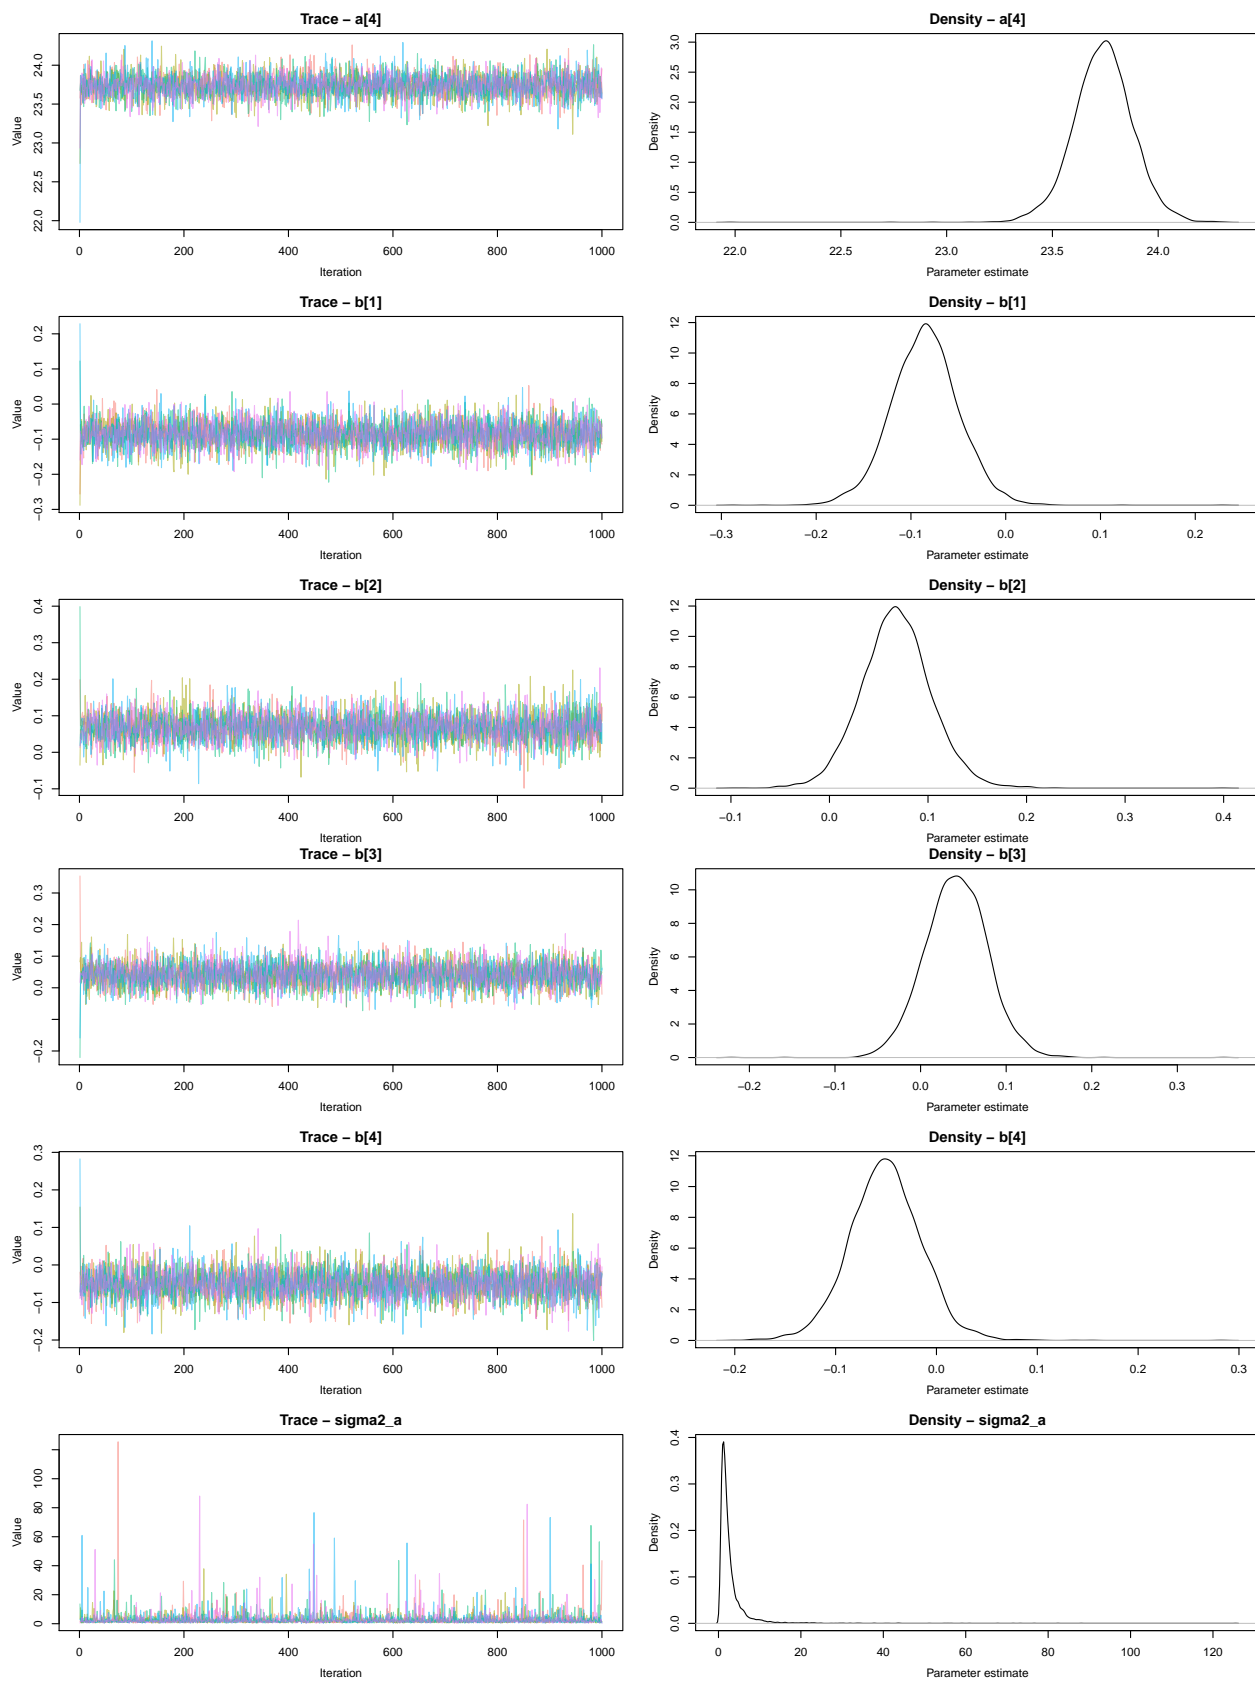 Trace − a[4]
Value
22.0 22.5 23.0 23.5 24.0
0 200 400 600 800 1000
Iteration
Density − a[4]
Density
0.0 0.5 1.0 1.5 2.0 2.5 3.0
22.0 22.5 23.0 23.5 24.0
Parameter estimate
Trace − b[1]
Value
−0.3 −0.2 −0.1 0.0 0.1 0.2
0 200 400 600 800 1000
Iteration
Density − b[1]
Density
0 2 4 6 8 10 12
−0.3 −0.2 −0.1 0.0 0.1 0.2
Parameter estimate
Trace − b[2]
Value
−0.1 0.0 0.1 0.2 0.3 0.4
0 200 400 600 800 1000
Iteration
Density − b[2]
Density
0 2 4 6 8 10 12
−0.1 0.0 0.1 0.2 0.3 0.4
Parameter estimate
Trace − b[3]
Value
−0.2 0.0 0.1 0.2 0.3
0 200 400 600 800 1000
Iteration
Density − b[3]
Density
0 2 4 6 8 10
−0.2 −0.1 0.0 0.1 0.2 0.3
Parameter estimate
Trace − b[4]
Value
−0.2 −0.1 0.0 0.1 0.2 0.3
0 200 400 600 800 1000
Iteration
Density − b[4]
Density
0 2 4 6 8 10 12
−0.2 −0.1 0.0 0.1 0.2 0.3
Parameter estimate
Trace − sigma2_a
Value
0 20 40 60 80 100
0 200 400 600 800 1000
Iteration
Density − sigma2_a
Density
0.0 0.1 0.2 0.3 0.4
0 20 40 60 80 100 120
Parameter estimate